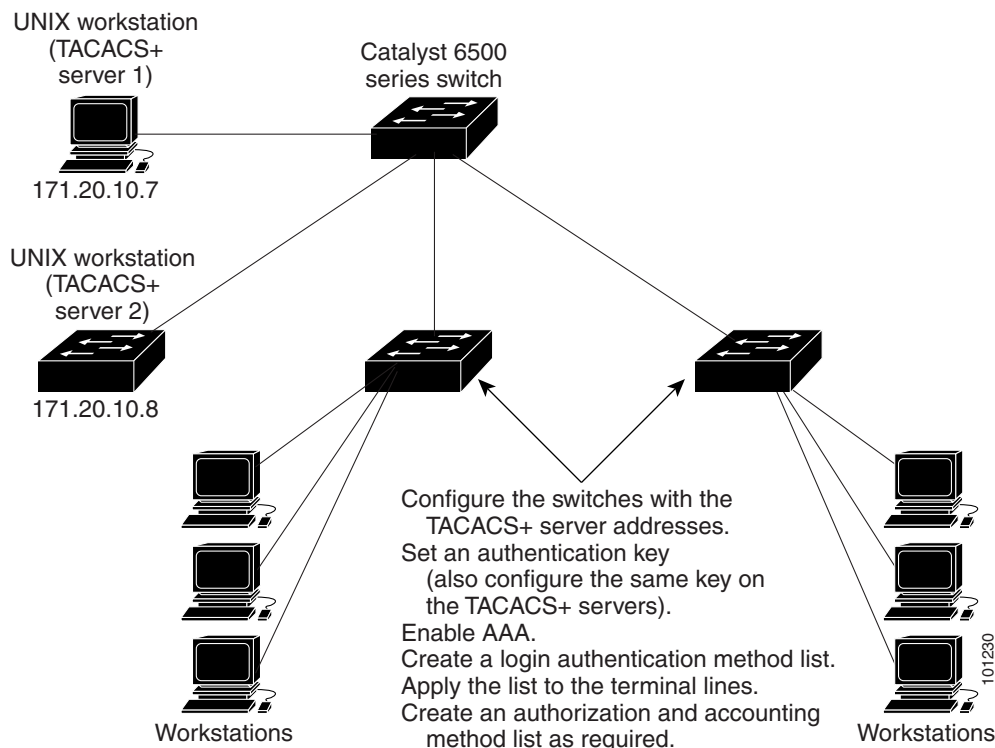 UNIX workstation
(TACACS+
server 1)
Catalyst 6500
series switch
171.20.10.7
UNIX workstation
(TACACS+
server 2)
171.20.10.8
Configure the switches with the
TACACS+ server addresses.
Set an authentication key
(also configure the same key on
the TACACS+ servers).
Enable AAA.
Create a login authentication method list.
Apply the list to the terminal lines.
Create an authorization and accounting
method list as required.
Workstations
Workstations
101230